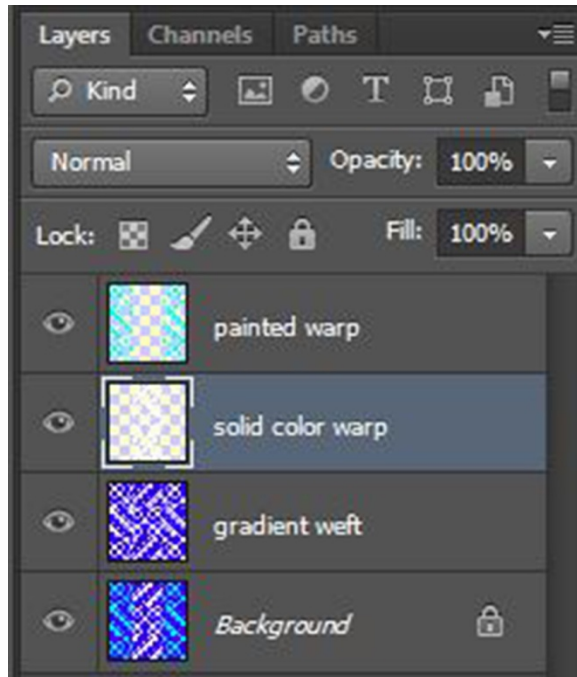 Layers Channels Paths
Kind T
Normal Opacity: 100%
Lock: Fill: 100%
painted warp
solid color warp
gradient weft
Background